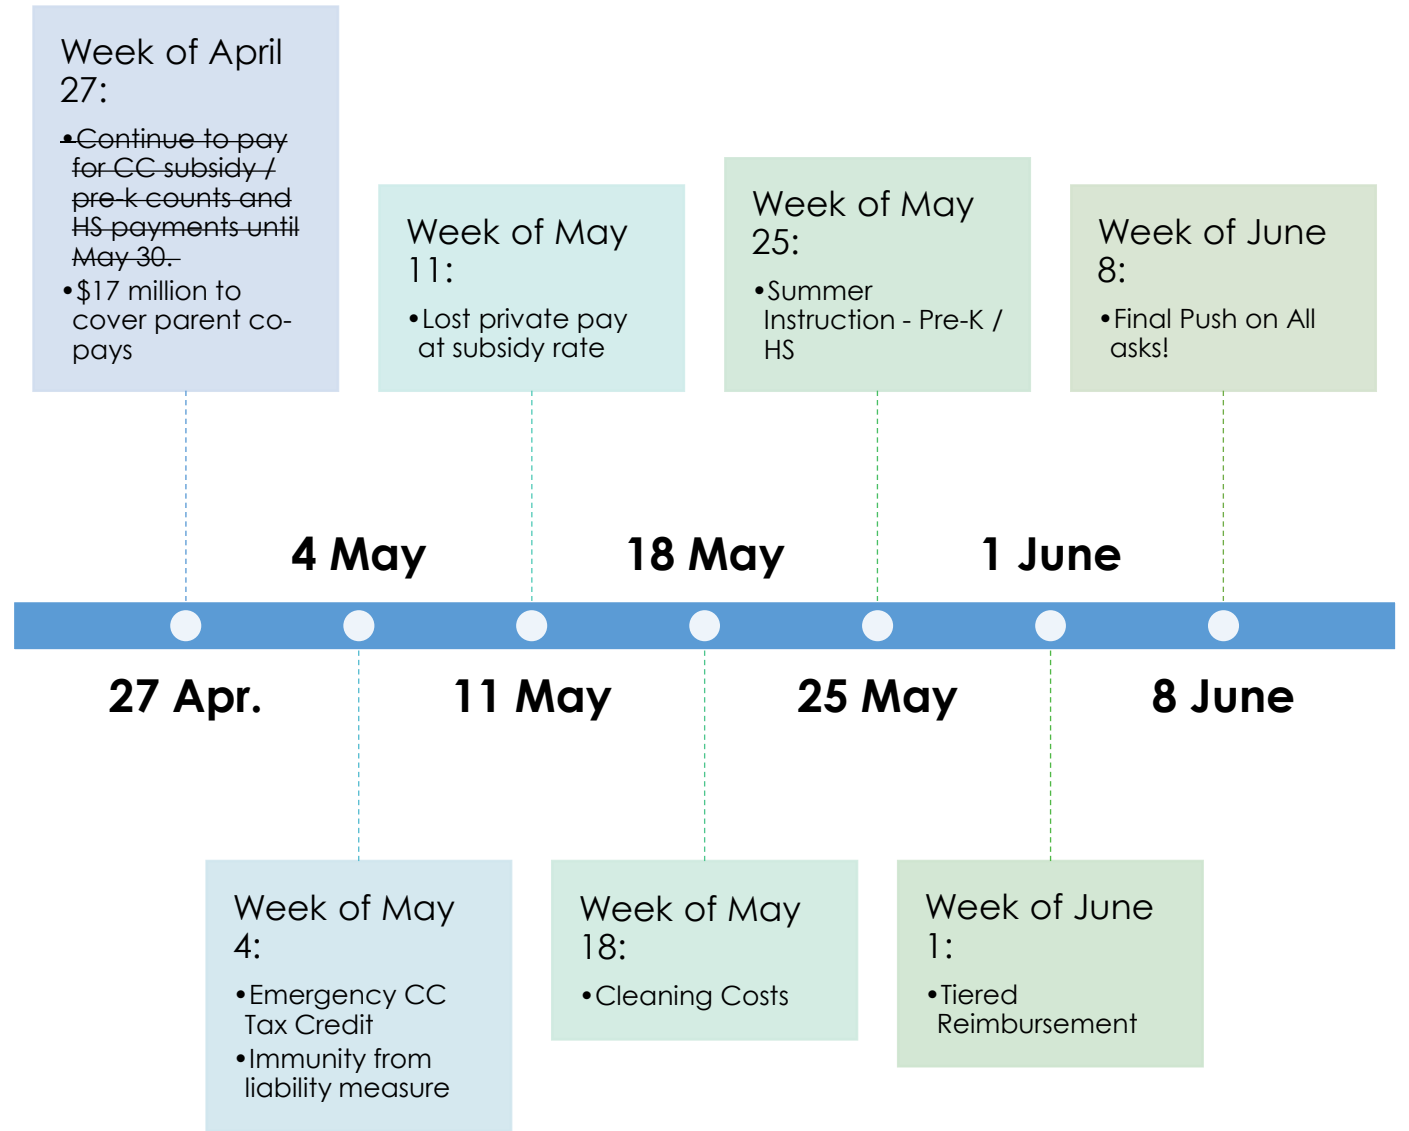 Week of April
27:
•Continue to pay
for CC subsidy /
pre-k counts and
HS payments until
May 30.
•$17 million to
cover parent co-
pays
Week of May
11:
•Lost private pay
at subsidy rate
Week of May
25:
•Summer
Instruction - Pre-K /
HS
Week of June
8:
•Final Push on All
asks!
4 May
18 May
1 June
27 Apr.
11 May
25 May
8 June
Week of May
4:
•Emergency CC
Tax Credit
•Immunity from
liability measure
Week of May
18:
•Cleaning Costs
Week of June
1:
•Tiered
Reimbursement